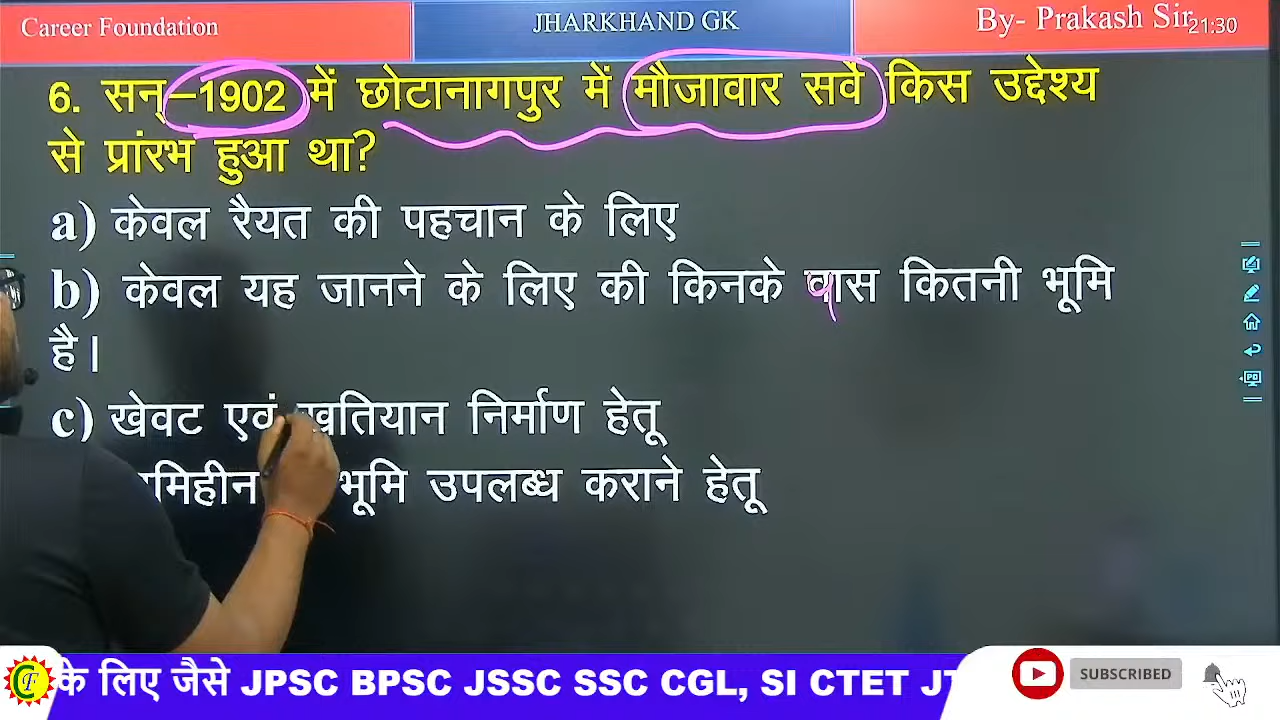 Career Foundation
JHARKHAND GK
By- Prakash Sir
21:30
6. सन्–1902 में छोटानागपुर में मौजावार सर्वे किस उद्देश्य
से प्रांरभ हुआ था?
a) केवल रैयत की पहचान के लिए
b) केवल यह जानने के लिए की किनके वास कितनी भूमि
है।
c) खेवट एवं खतियान निर्माण हेतू
भूमि उपलब्ध कराने हेतू
के लिए जैसे JPSC BPSC JSSC SSC CGL, SI CTET
SUBSCRIBED